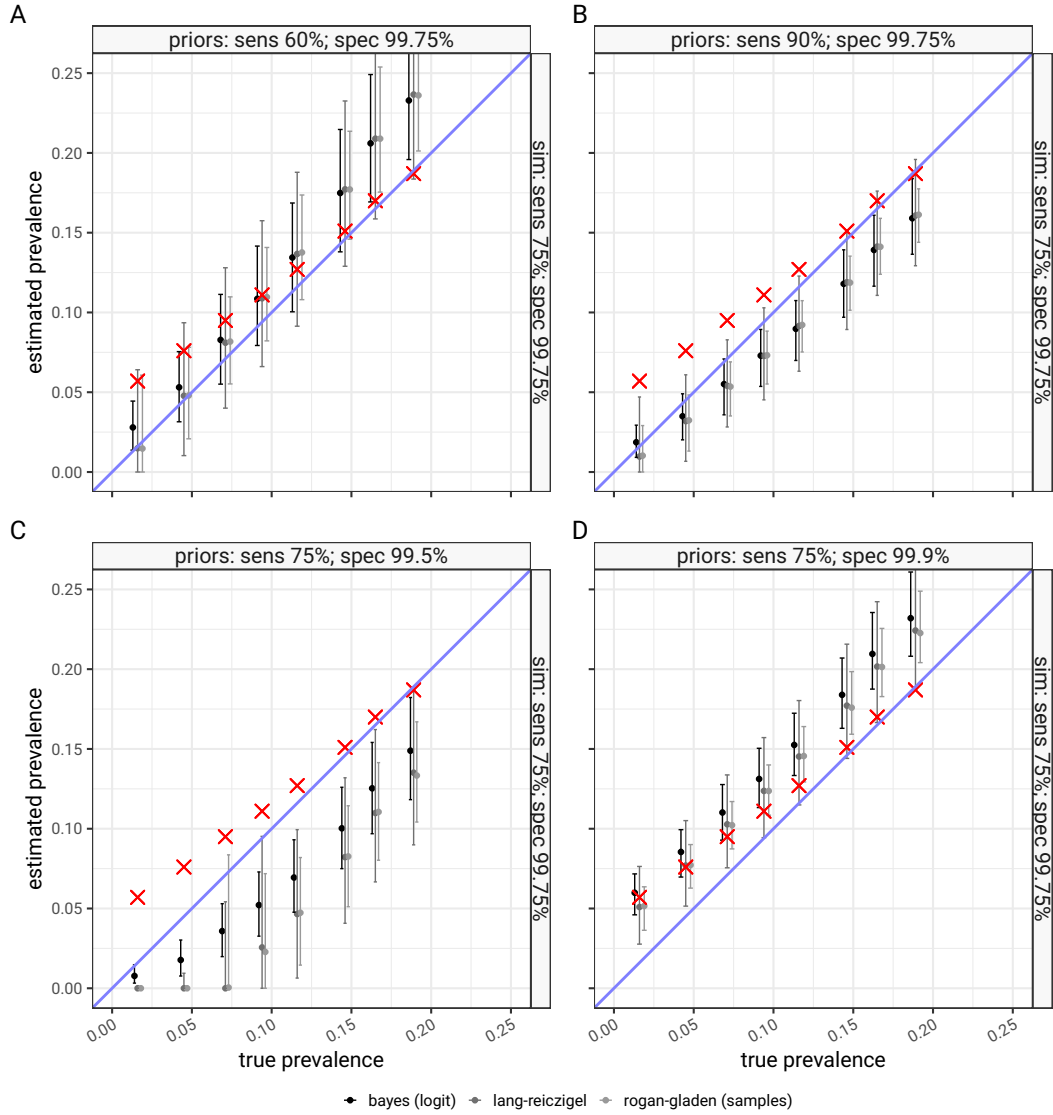 A
priors: sens 60%; spec 99.75%
estimated prevalence
0.25
0.20
0.15
0.10
0.05
0.00
sim: sens 75%; spec 99.75%
B
priors: sens 90%; spec 99.75%
sim: sens 75%; spec 99.75%
C
priors: sens 75%; spec 99.5%
estimated prevalence
0.25
0.20
0.15
0.10
0.05
0.00
sim: sens 75%; spec 99.75%
0.00 0.05 0.10 0.15 0.20 0.25
true prevalence
D
priors: sens 75%; spec 99.9%
sim: sens 75%; spec 99.75%
0.00 0.05 0.10 0.15 0.20 0.25
true prevalence
bayes (logit) lang-reiczigel rogan-gladen (samples)